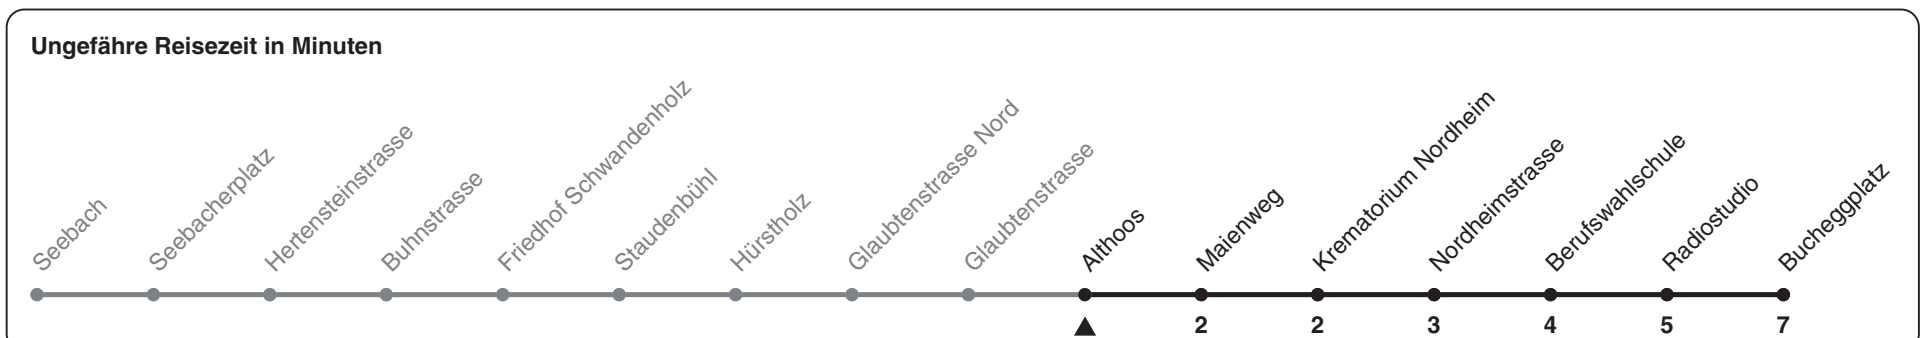 Ungefähre Reisezeit in Minuten
Seebach
Seebacherplatz
Hertensteinstrasse
Buhnstrasse
Friedhof Schwandenholz
Staudenbühl
Hürstholz
Glaubtenstrasse Nord
Glaubtenstrasse
Althoos
Maienweg
Krematorium Nordheim
Nordheimstrasse
Berufswahlschule
Radiostudio
Bucheggplatz
2 2 3 4 5 7